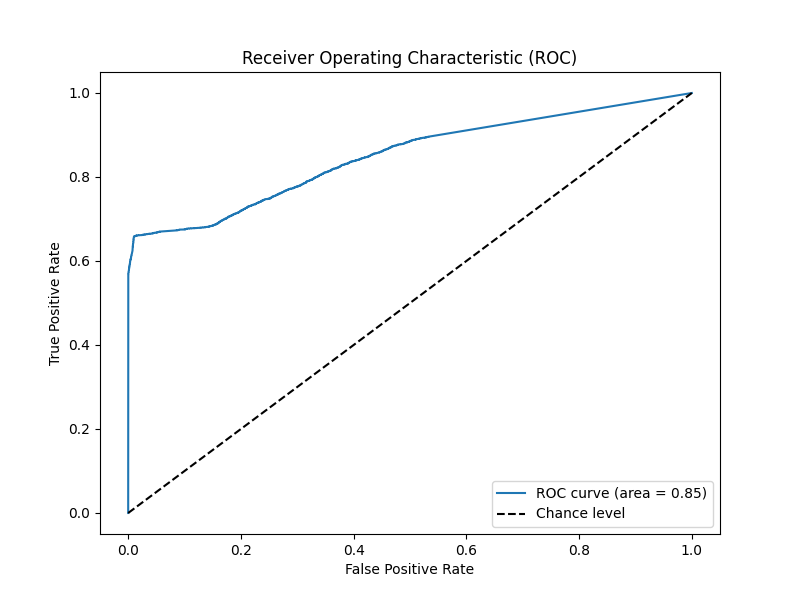 Receiver Operating Characteristic (ROC)
True Positive Rate
1.0
0.8
0.6
0.4
0.2
0.0
0.0 0.2 0.4 0.6 0.8 1.0
False Positive Rate
ROC curve (area = 0.85)
Chance level